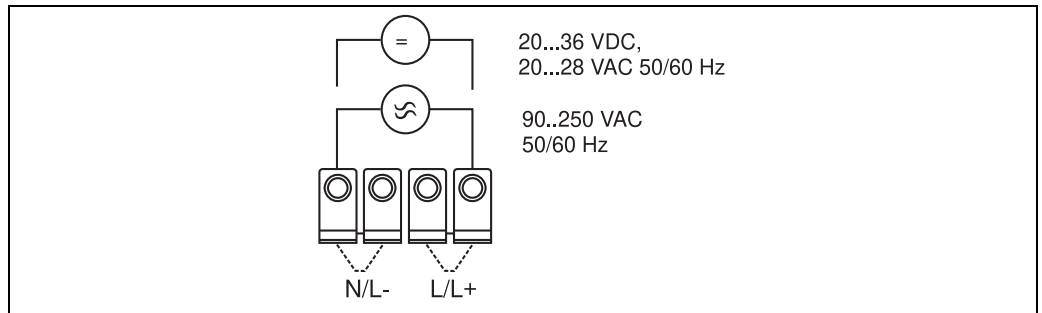 =
20...36 VDC,
20...28 VAC 50/60 Hz
90..250 VAC
50/60 Hz
N/L- L/L+